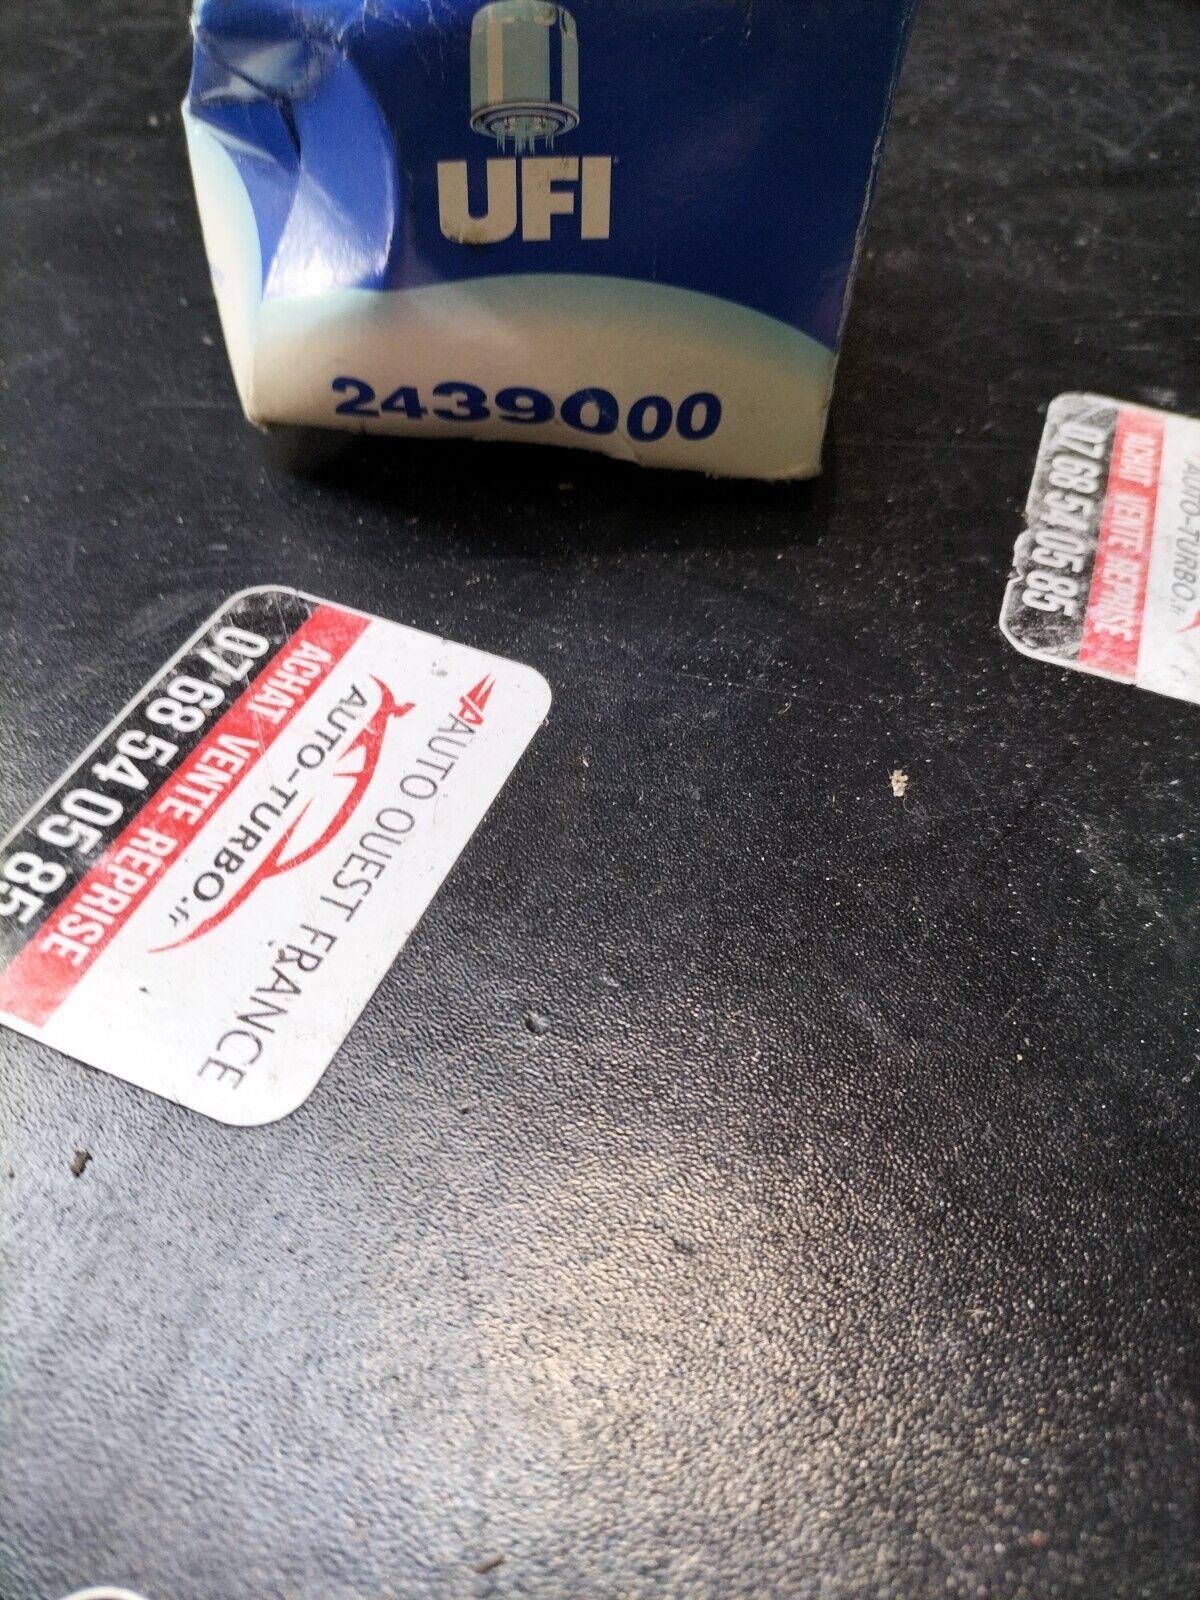 UFI
2439000
AUTO OUEST FRANCE
AUTO-TURBO.fr
ACHAT VENTE REPRISE
07 68 54 05 85
AUTO-TURBO.fr
ACHAT VENTE REPRISE
07 68 54 05 85